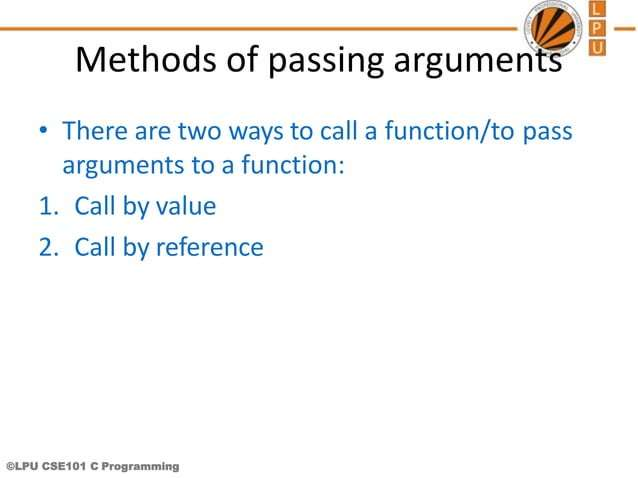 L
P
U
Methods of passing arguments
• There are two ways to call a function/to pass
arguments to a function:
1. Call by value
2. Call by reference
©LPU CSE101 C Programming